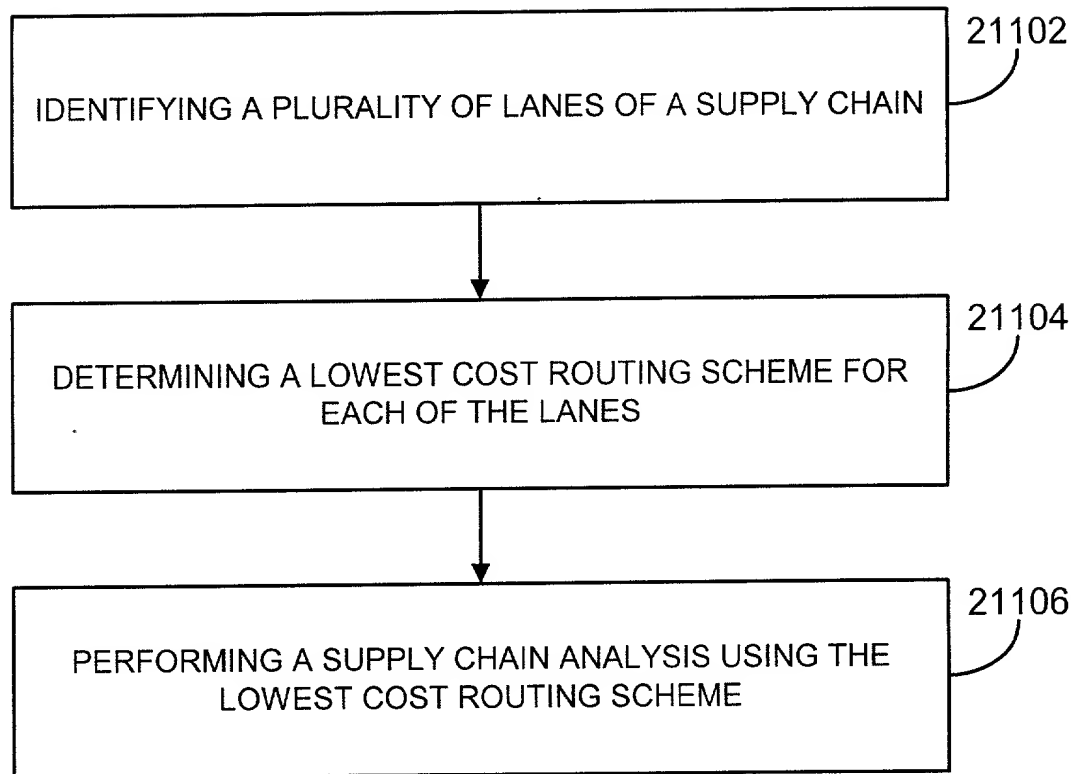 21102
IDENTIFYING A PLURALITY OF LANES OF A SUPPLY CHAIN
21104
DETERMINING A LOWEST COST ROUTING SCHEME FOR
EACH OF THE LANES
21106
PERFORMING A SUPPLY CHAIN ANALYSIS USING THE
LOWEST COST ROUTING SCHEME